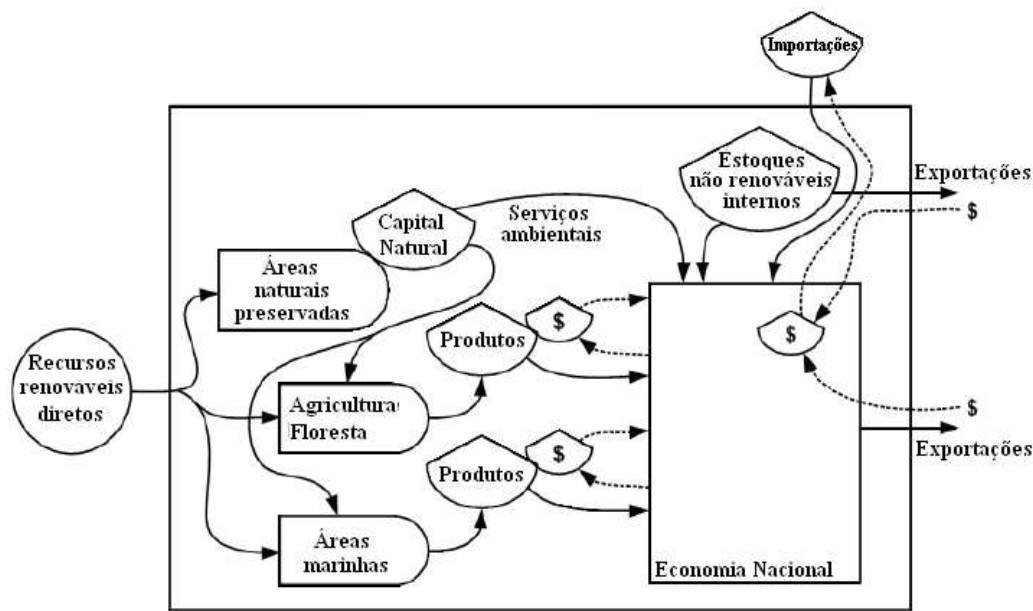 Importações
Estoques
não renováveis
internos
Exportações
$
Capital
Natural
Serviços
ambientais
Áreas
naturais
preservadas
$
Produtos
$
Recursos
renováveis
diretos
Agricultura
Floresta
$
Exportações
$
Produtos
Áreas
marinhas
Economia Nacional